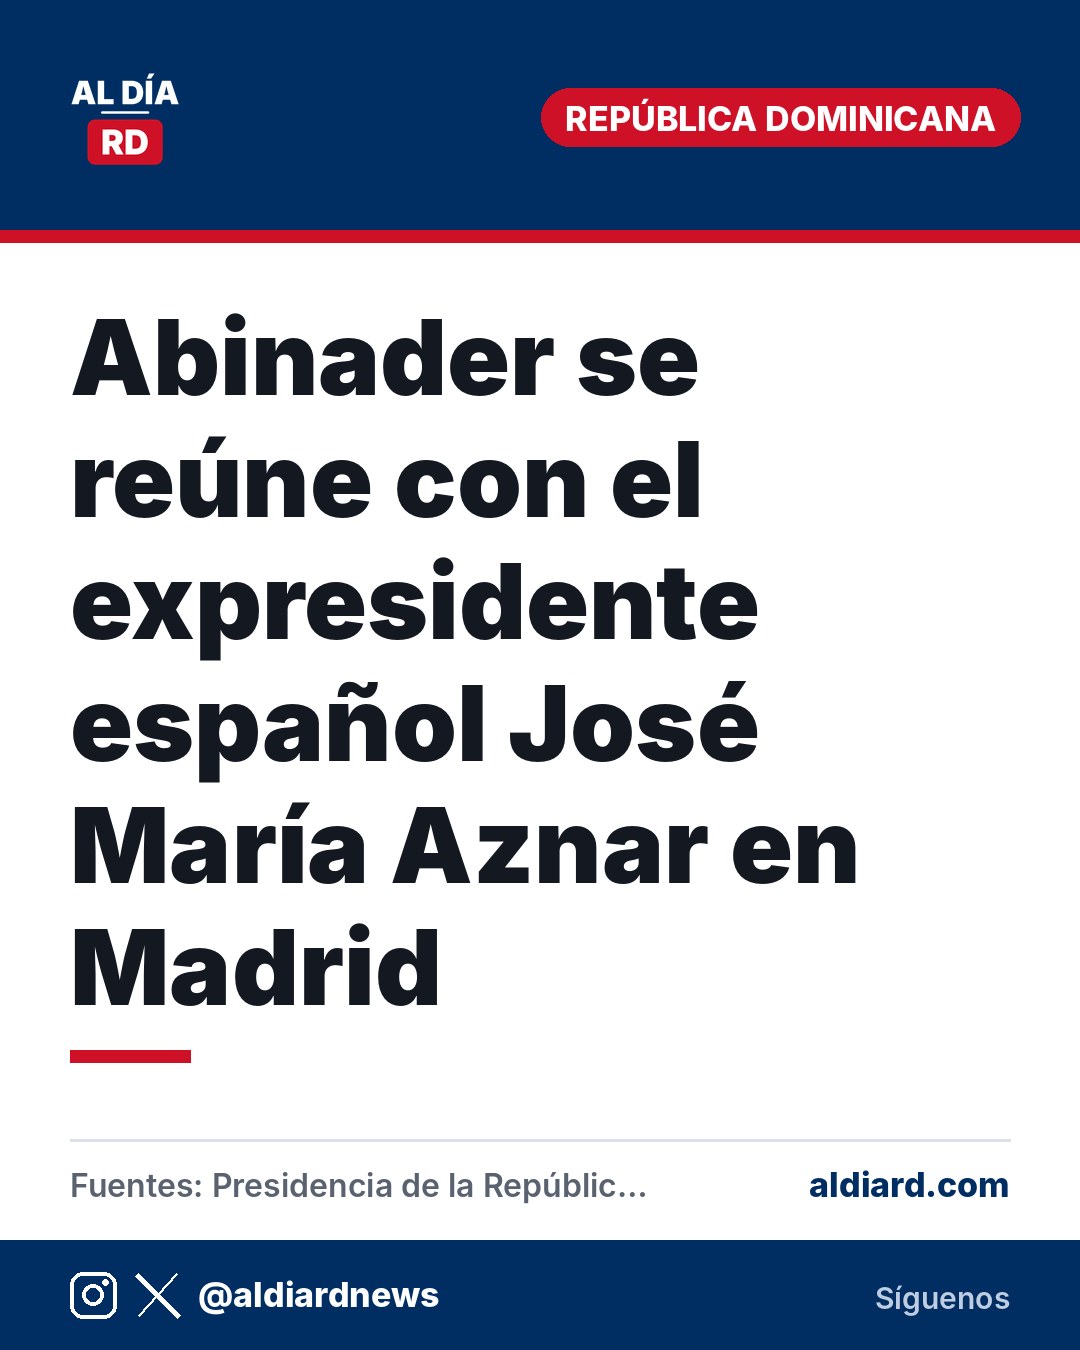 AL DÍA
RD
REPÚBLICA DOMINICANA
Abinader se
reúne con el
expresidente
español José
María Aznar en
Madrid
Fuentes: Presidencia de la Repúblic...
aldiard.com
@aldiardnews
Síguenos